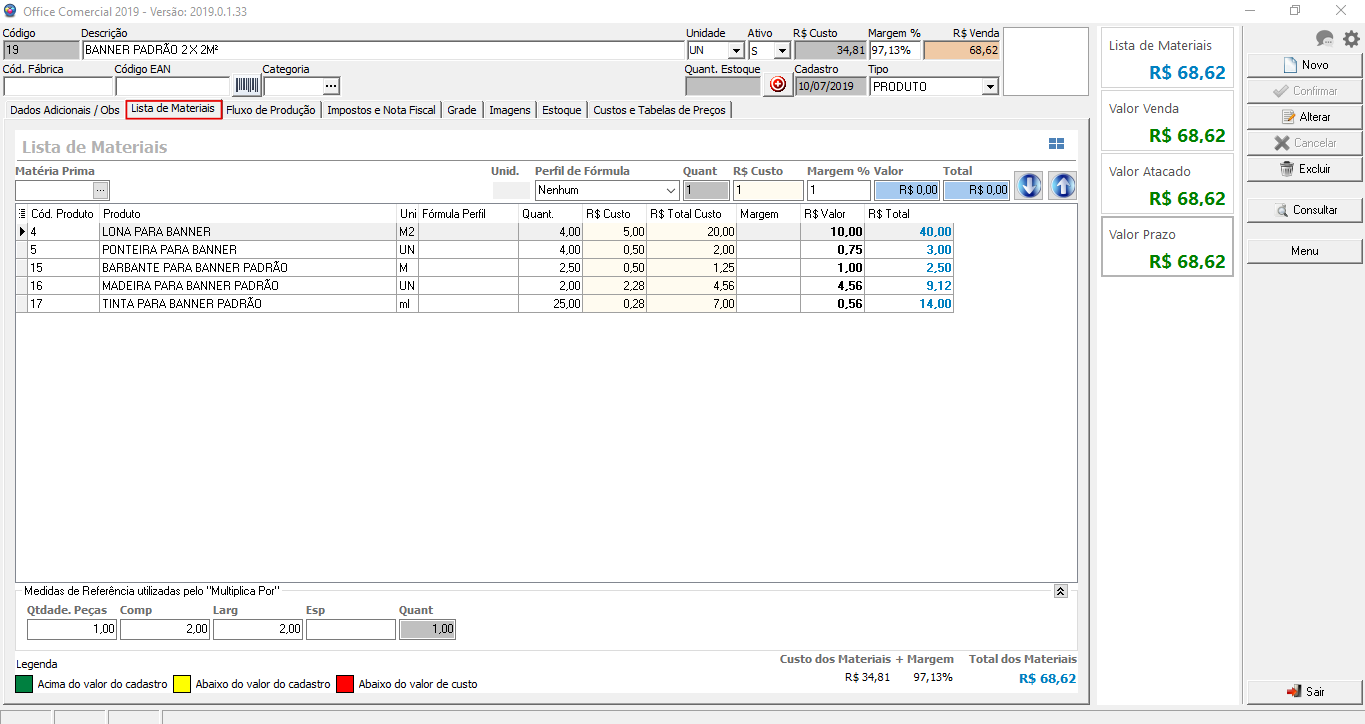 Office Comercial 2019 - Versão: 2019.0.1.33
Código Descrição Unidade Ativo R$ Custo Margem % R$ Venda
19 BANNER PADRÃO 2 X 2M² UN S 34,81 97,13% 68,62
Cód. Fábrica Código EAN Categoria Quant. Estoque Cadastro Tipo
... 10/07/2019 PRODUTO
Dados Adicionais / Obs Lista de Materiais Fluxo de Produção Impostos e Nota Fiscal Grade Imagens Estoque Custos e Tabelas de Preços
Lista de Materiais
Matéria Prima Unid. Perfil de Fórmula Quant R$ Custo Margem % Valor Total
... Nenhum 1 1 1 R$ 0,00 R$ 0,00
Cód. Produto Produto Uni Fórmula Perfil Quant. R$ Custo R$ Total Custo Margem R$ Valor R$ Total
4 LONA PARA BANNER M2 4,00 5,00 20,00 10,00 40,00
5 PONTEIRA PARA BANNER UN 4,00 0,50 2,00 0,75 3,00
15 BARBANTE PARA BANNER PADRÃO M 2,50 0,50 1,25 1,00 2,50
16 MADEIRA PARA BANNER PADRÃO UN 2,00 2,28 4,56 4,56 9,12
17 TINTA PARA BANNER PADRÃO ml 25,00 0,28 7,00 0,56 14,00
Medidas de Referência utilizadas pelo "Multiplica Por"
Qtdade. Peças Comp Larg Esp Quant
1,00 2,00 2,00 1,00
Legenda
Acima do valor do cadastro Abaixo do valor do cadastro Abaixo do valor de custo
Custo dos Materiais + Margem Total dos Materiais
R$ 34,81 97,13% R$ 68,62
Lista de Materiais
R$ 68,62
Valor Venda
R$ 68,62
Valor Atacado
R$ 68,62
Valor Prazo
R$ 68,62
Novo
Confirmar
Alterar
Cancelar
Excluir
Consultar
Menu
Sair